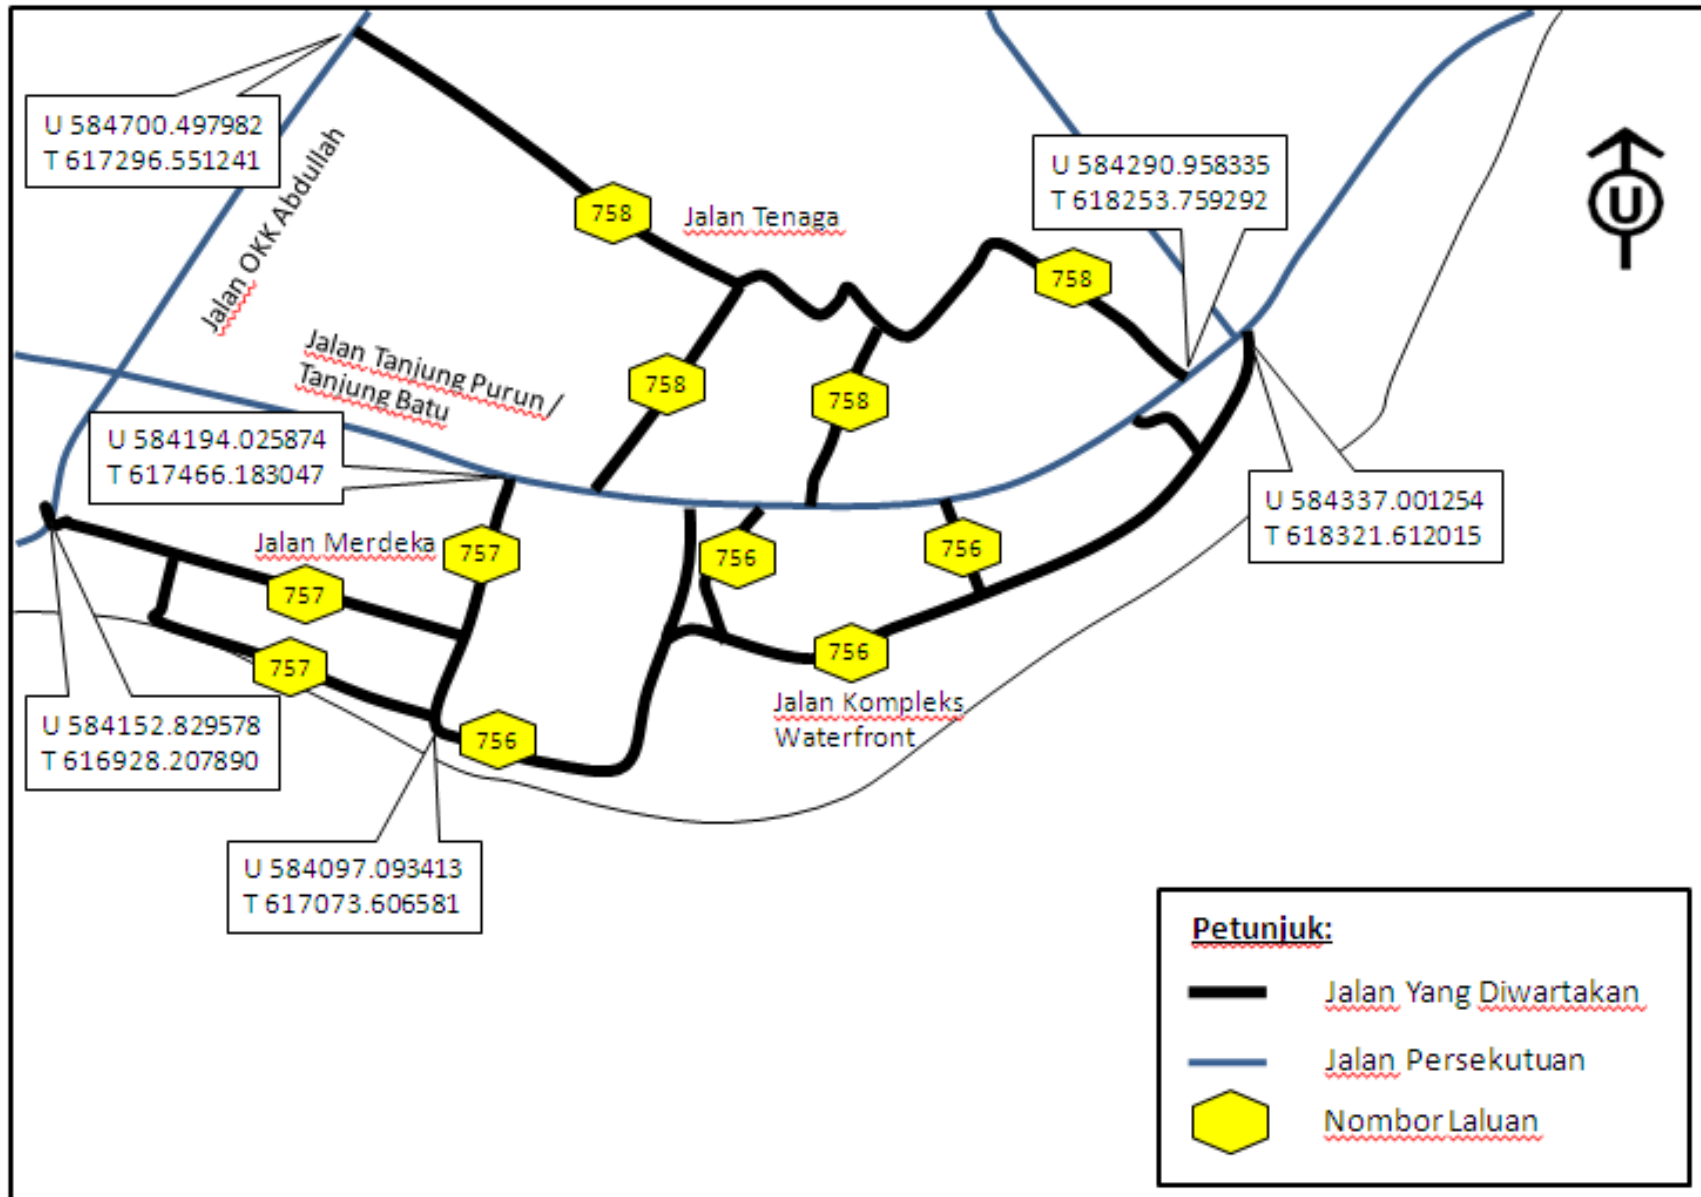 U 584700.497982
T 617296.551241
Jalan OKK Abdullah
758
Jalan Tenaga
U 584290.958335
T 618253.759292
758
U
Jalan Tanjung Purun /
Tanjung Batu
758
758
U 584194.025874
T 617466.183047
Jalan Merdeka
757
756
756
U 584337.001254
T 618321.612015
757
757
756
Jalan Kompleks
Waterfront
U 584152.829578
T 616928.207890
756
U 584097.093413
T 617073.606581
Petunjuk:
Jalan Yang Diwartakan
Jalan Persekutuan
Nombor Laluan